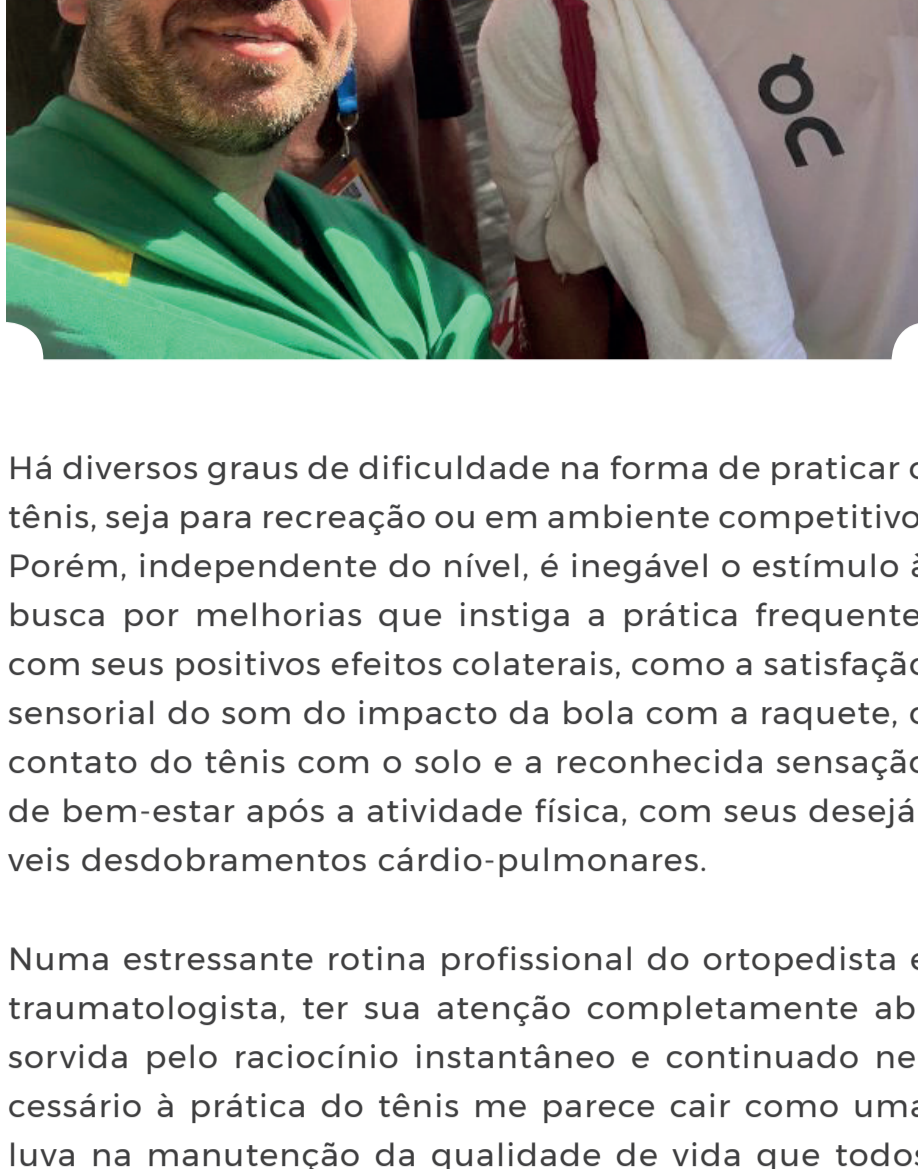 on
Há diversos graus de dificuldade na forma de praticar o
tênis, seja para recreação ou em ambiente competitivo
Porém, independente do nível, é inegável o estímulo à
busca por melhorias que instiga a prática frequente
com seus positivos efeitos colaterais, como a satisfação
sensorial do som do impacto da bola com a raquete, o
contato do tênis com o solo e a reconhecida sensação
de bem-estar após a atividade física, com seus desejá
veis desdobramentos cárdio-pulmonares.
Numa estressante rotina profissional do ortopedista e
traumatologista, ter sua atenção completamente ab
sorvida pelo raciocínio instantâneo e continuado ne
cessário à prática do tênis me parece cair como uma
luva na manutenção da qualidade de vida que todos